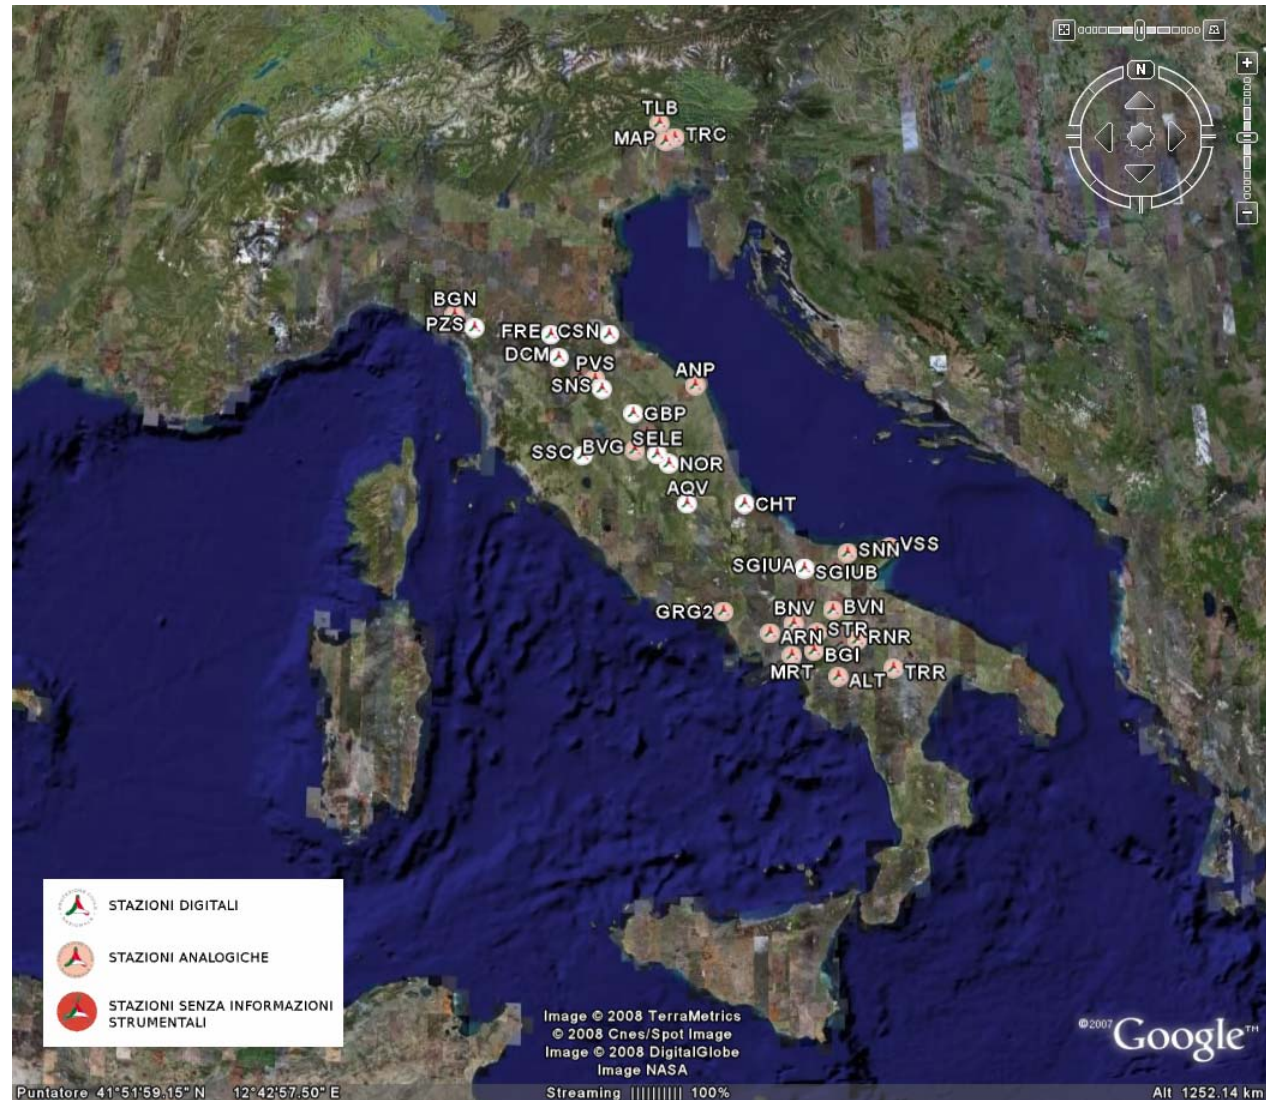 N
TLB
MAP
TRC
BGN
PZS
FRE
CSN
DCM
PVS
SNS
ANP
GBP
SSC
BVG
SELE
NOR
AQV
CHT
SNN
VSS
SGIUA
SGIUB
GRG2
BNV
BVN
ARN
STR
RNR
BGI
MRT
ALT
TRR
STAZIONI DIGITALI
STAZIONI ANALOGICHE
STAZIONI SENZA INFORMAZIONI
STRUMENTALI
Image © 2008 TerraMetrics
© 2008 Cnes/Spot Image
Image © 2008 DigitalGlobe
Image NASA
©2007 Google™
Puntatore 41°51'59.15" N 12°42'57.50" E
Streaming |||||||||| 100%
Alt 1252.14 km